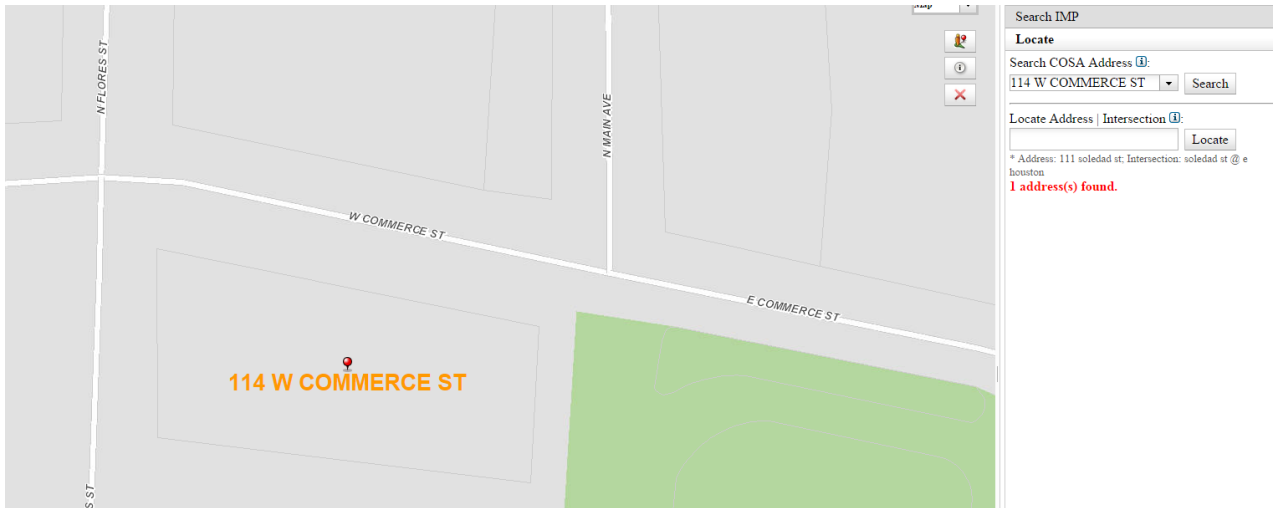 Map
N FLORES ST
N MAIN AVE
W COMMERCE ST
E COMMERCE ST
114 W COMMERCE ST
S ST
Search IMP
Locate
Search COSA Address i:
114 W COMMERCE ST
Search
Locate Address | Intersection i:
Locate
* Address: 111 soledad st; Intersection: soledad st @ e
houston
1 address(s) found.